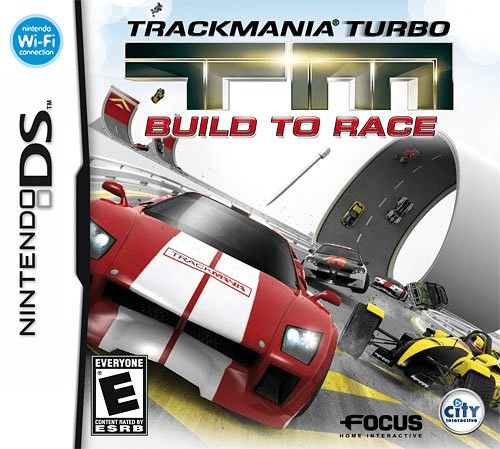 Nintendo
Wi-Fi
connection
TRACKMANIA® TURBO
TM
BUILD TO RACE
NINTENDO DS™
TRACKMANIA
EVERYONE
E
CONTENT RATED BY
ESRB
FOCUS
HOME INTERACTIVE
city
interactive